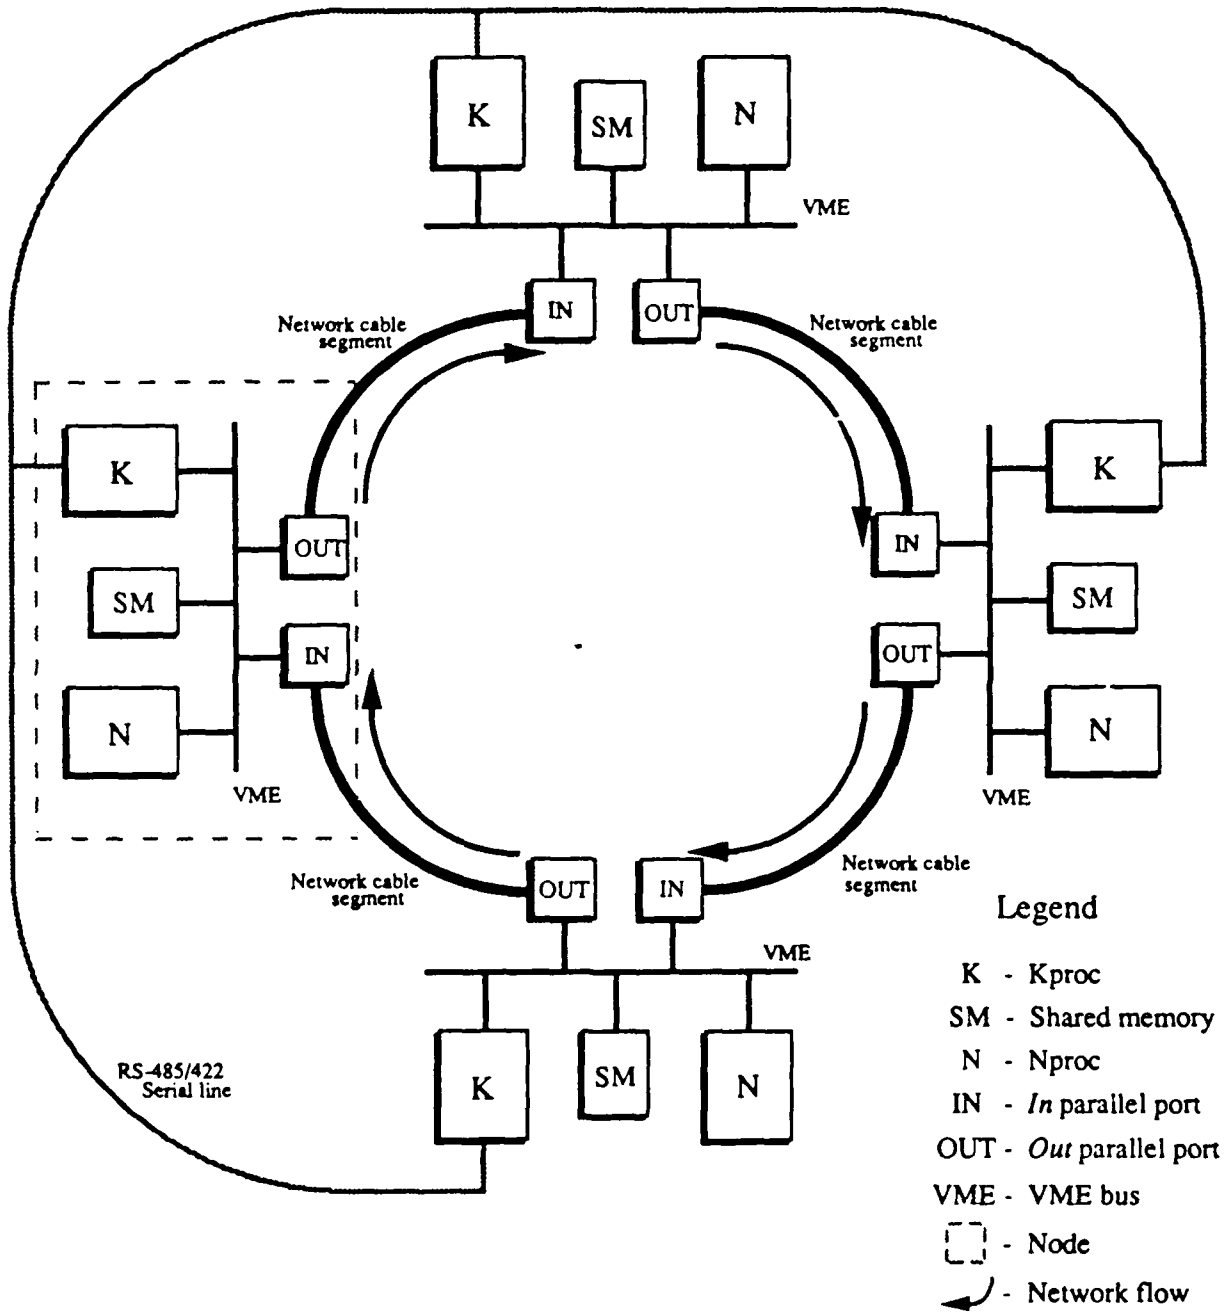 K
SM
N
VME
IN
OUT
Network cable
segment
Network cable
segment
K
OUT
SM
IN
N
VME
K
IN
SM
OUT
N
VME
Network cable
segment
OUT
IN
Network cable
segment
VME
K
SM
N
RS-485/422
Serial line
Legend
K - Kproc
SM - Shared memory
N - Nproc
IN - In parallel port
OUT - Out parallel port
VME - VME bus
- Node
- Network flow